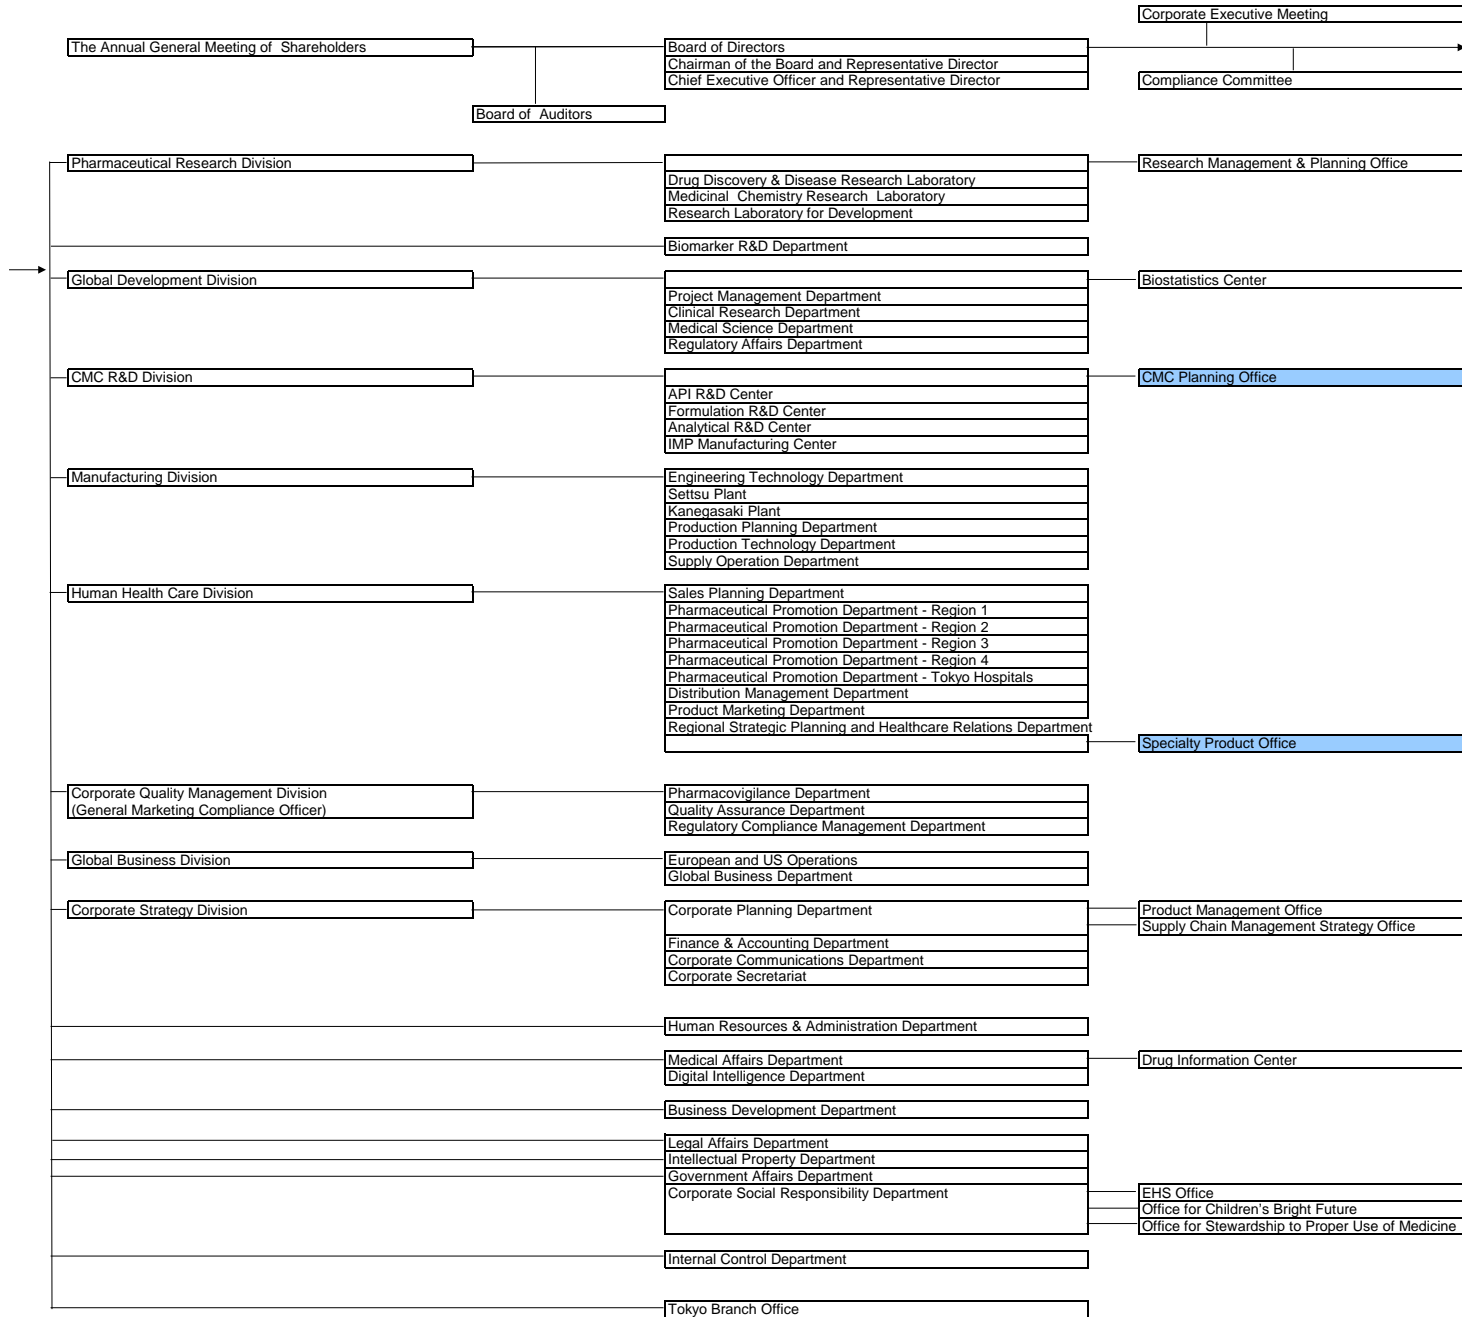 Corporate Executive Meeting
The Annual General Meeting of Shareholders
Board of Directors
Chairman of the Board and Representative Director
Chief Executive Officer and Representative Director
Compliance Committee
Board of Auditors
Pharmaceutical Research Division
Research Management & Planning Office
Drug Discovery & Disease Research Laboratory
Medicinal Chemistry Research Laboratory
Research Laboratory for Development
Biomarker R&D Department
Global Development Division
Biostatistics Center
Project Management Department
Clinical Research Department
Medical Science Department
Regulatory Affairs Department
CMC R&D Division
CMC Planning Office
API R&D Center
Formulation R&D Center
Analytical R&D Center
IMP Manufacturing Center
Manufacturing Division
Engineering Technology Department
Settsu Plant
Kanegasaki Plant
Production Planning Department
Production Technology Department
Supply Operation Department
Human Health Care Division
Sales Planning Department
Pharmaceutical Promotion Department - Region 1
Pharmaceutical Promotion Department - Region 2
Pharmaceutical Promotion Department - Region 3
Pharmaceutical Promotion Department - Region 4
Pharmaceutical Promotion Department - Tokyo Hospitals
Distribution Management Department
Product Marketing Department
Regional Strategic Planning and Healthcare Relations Department
Specialty Product Office
Corporate Quality Management Division
(General Marketing Compliance Officer)
Pharmacovigilance Department
Quality Assurance Department
Regulatory Compliance Management Department
Global Business Division
European and US Operations
Global Business Department
Corporate Strategy Division
Corporate Planning Department
Product Management Office
Supply Chain Management Strategy Office
Finance & Accounting Department
Corporate Communications Department
Corporate Secretariat
Human Resources & Administration Department
Medical Affairs Department
Drug Information Center
Digital Intelligence Department
Business Development Department
Legal Affairs Department
Intellectual Property Department
Government Affairs Department
Corporate Social Responsibility Department
EHS Office
Office for Children's Bright Future
Office for Stewardship to Proper Use of Medicine
Internal Control Department
Tokyo Branch Office